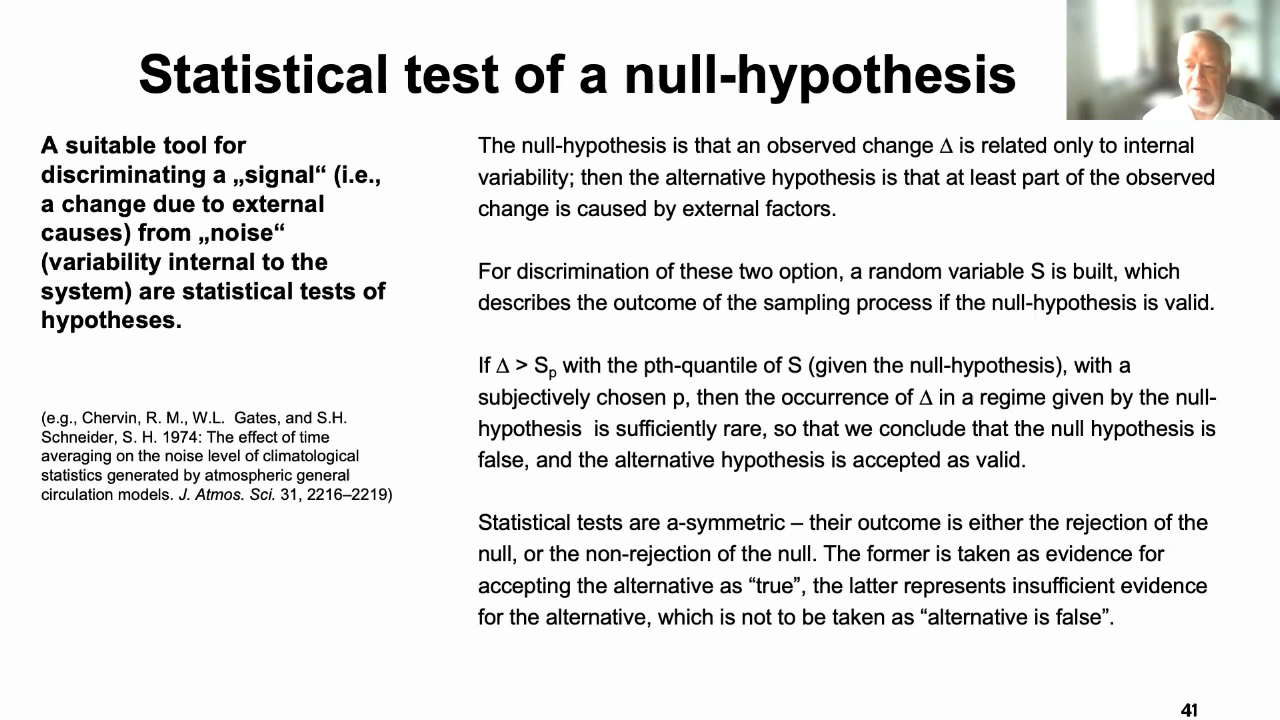 Statistical test of a null-hypothesis
A suitable tool for
discriminating a „signal“ (i.e.,
a change due to external
causes) from „noise“
(variability internal to the
system) are statistical tests of
hypotheses.
(e.g., Chervin, R. M., W.L. Gates, and S.H.
Schneider, S. H. 1974: The effect of time
averaging on the noise level of climatological
statistics generated by atmospheric general
circulation models. J. Atmos. Sci. 31, 2216–2219)
The null-hypothesis is that an observed change Δ is related only to internal
variability; then the alternative hypothesis is that at least part of the observed
change is caused by external factors.
For discrimination of these two option, a random variable S is built, which
describes the outcome of the sampling process if the null-hypothesis is valid.
If Δ > Sp with the pth-quantile of S (given the null-hypothesis), with a
subjectively chosen p, then the occurrence of Δ in a regime given by the null-
hypothesis is sufficiently rare, so that we conclude that the null hypothesis is
false, and the alternative hypothesis is accepted as valid.
Statistical tests are a-symmetric – their outcome is either the rejection of the
null, or the non-rejection of the null. The former is taken as evidence for
accepting the alternative as “true”, the latter represents insufficient evidence
for the alternative, which is not to be taken as “alternative is false”.
41